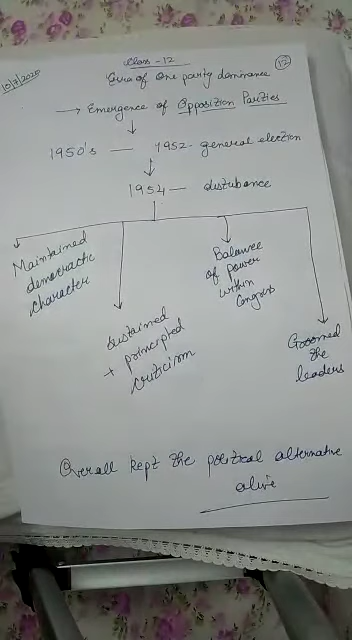 10/7/2020
Class - 12
12
Era of One party dominance
→ Emergence of Opposition Parties
1950's — 1952 - general election
1954 — distubance
Maintained
democractic
character
sustained
+ principled
criticism
Balance
of power
within
Congress
Groomed
the
leaders
Overall kept the political alternative
alive